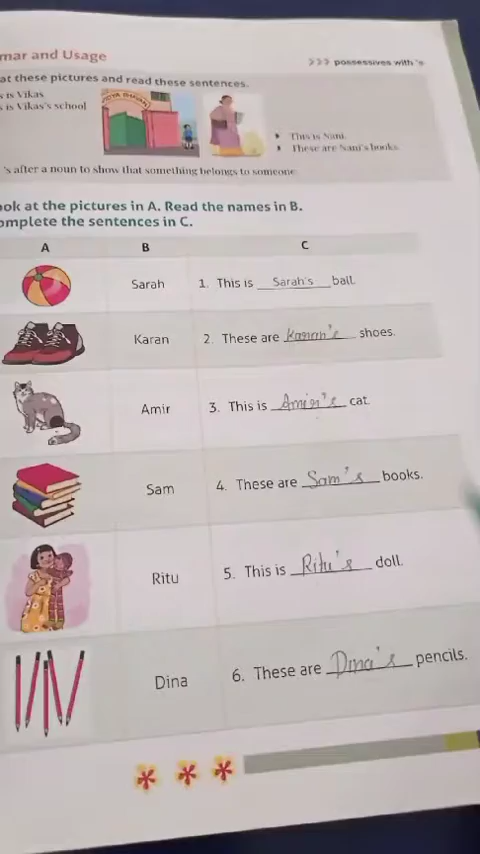 mar and Usage
>>> possessives with 's
at these pictures and read these sentences.
s is Vikas
s is Vikas's school
• This is Nani.
• These are Nani's books.
's after a noun to show that something belongs to someone.
ook at the pictures in A. Read the names in B.
omplete the sentences in C.
A B C
Sarah 1. This is Sarah's ball.
Karan 2. These are Karan's shoes.
Amir 3. This is Amir's cat.
Sam 4. These are Sam's books.
Ritu 5. This is Ritu's doll.
Dina 6. These are Dina's pencils.